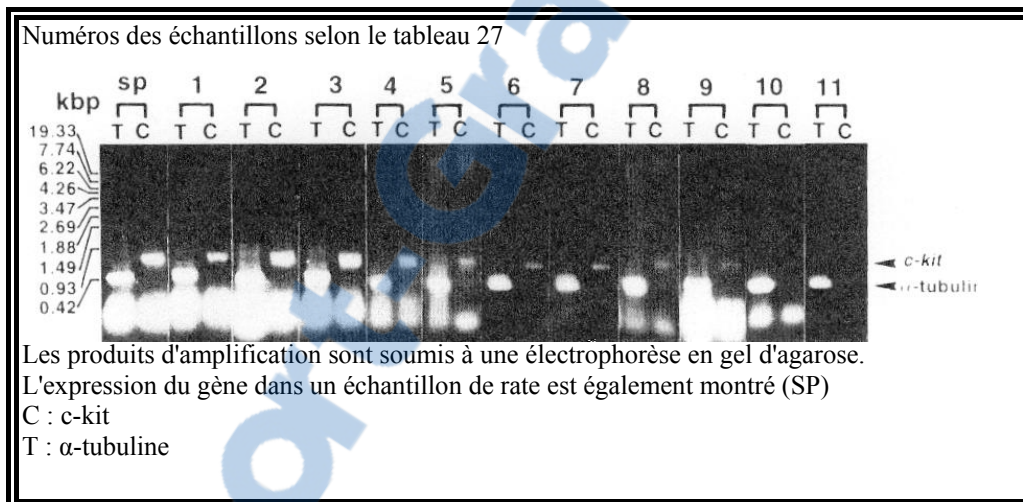 Numéros des échantillons selon le tableau 27
sp 1 2 3 4 5 6 7 8 9 10 11
kbp
T C T C T C T C T C T C T C T C T C T C T C T C
19.33
7.74
6.22
4.26
3.47
2.69
1.88
1.49
0.93
0.42
c-kit
α-tubulin
Les produits d'amplification sont soumis à une électrophorèse en gel d'agarose.
L'expression du gène dans un échantillon de rate est également montré (SP)
C : c-kit
T : α-tubuline